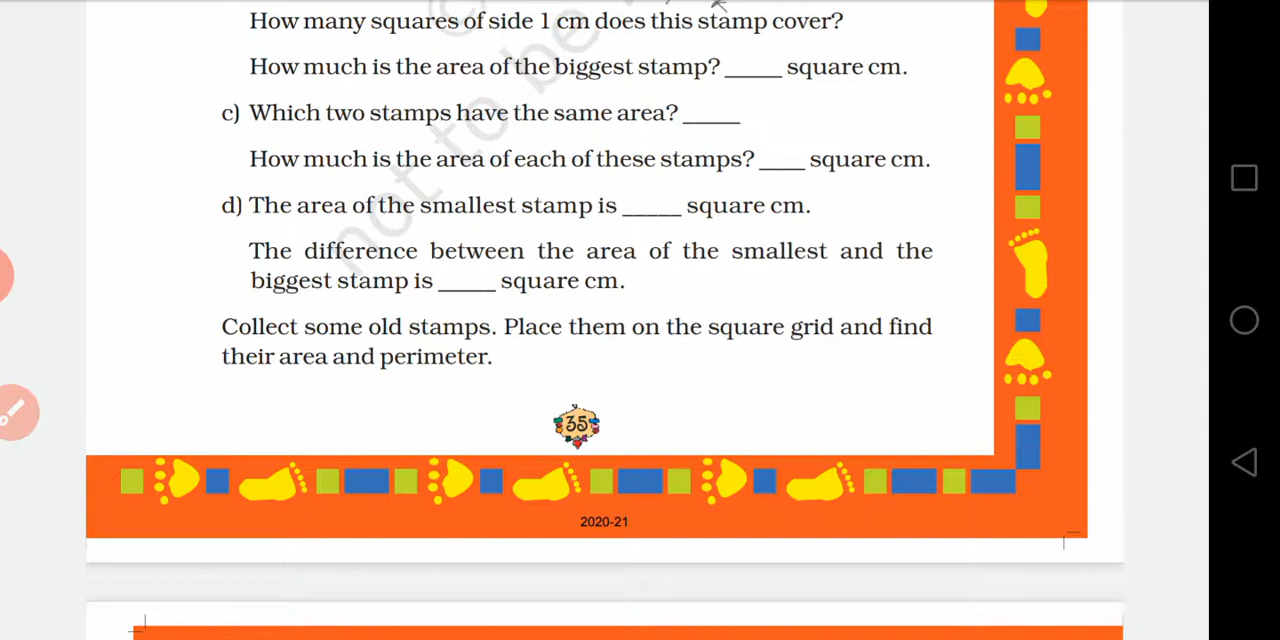 How many squares of side 1 cm does this stamp cover?
How much is the area of the biggest stamp? _____ square cm.
c) Which two stamps have the same area? _____
How much is the area of each of these stamps? ____ square cm.
d) The area of the smallest stamp is _____ square cm.
The difference between the area of the smallest and the
biggest stamp is _____ square cm.
Collect some old stamps. Place them on the square grid and find
their area and perimeter.
35
2020-21
not to be
©